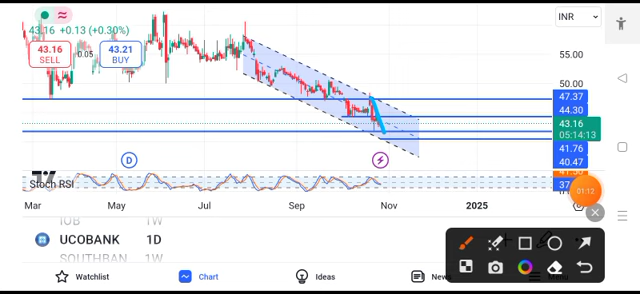 43.16 +0.13 (+0.30%)
INR
43.16
SELL
0.05
43.21
BUY
55.00
50.00
47.37
44.30
43.16
05:14:13
41.76
40.47
D
Stoch RSI
37.
01:12
Mar
May
Jul
Sep
Nov
2025
IOB 1W
UCOBANK 1D
SOUTHBAN 1W
Watchlist
Chart
Ideas
News